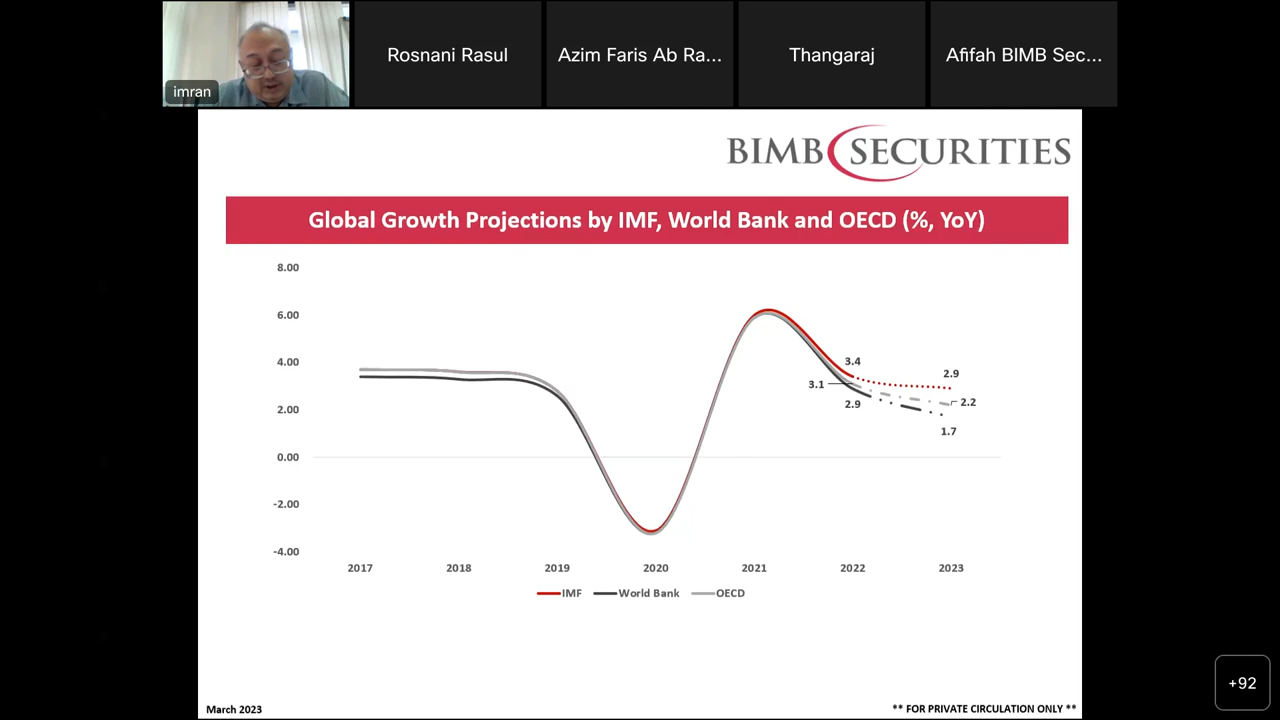 imran
Rosnani Rasul
Azim Faris Ab Ra...
Thangaraj
Afifah BIMB Sec...
BIMB SECURITIES
Global Growth Projections by IMF, World Bank and OECD (%, YoY)
8.00
6.00
4.00
2.00
0.00
-2.00
-4.00
3.4
3.1
2.9
2.9
2.2
1.7
2017 2018 2019 2020 2021 2022 2023
IMF World Bank OECD
March 2023
** FOR PRIVATE CIRCULATION ONLY **
+92